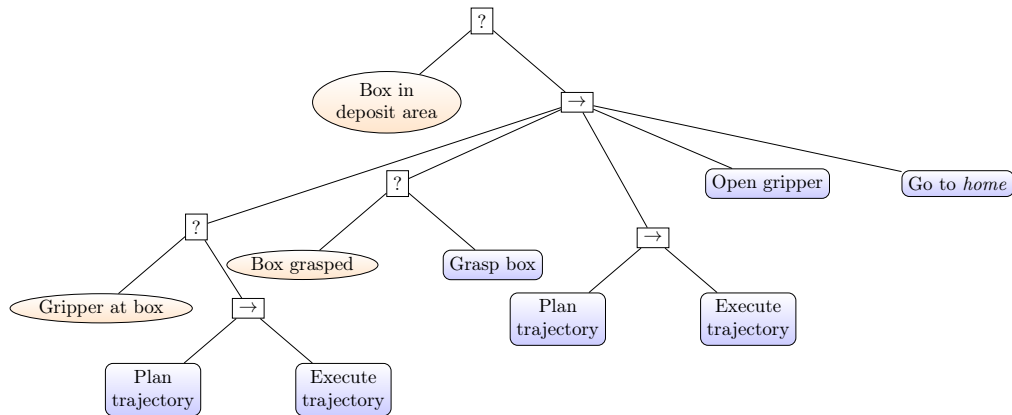 ?
Box in
deposit area
→
?
Open gripper
Go to home
?
Box grasped
Grasp box
→
Gripper at box
→
Plan
trajectory
Execute
trajectory
Plan
trajectory
Execute
trajectory